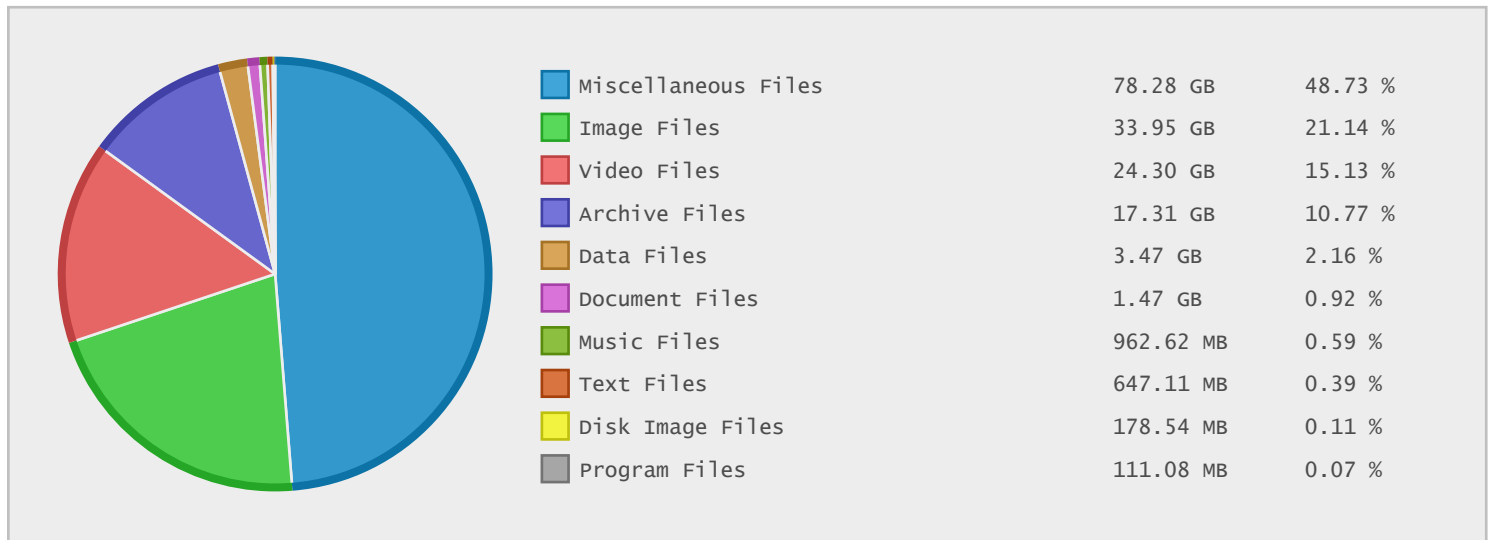 Miscellaneous Files 78.28 GB 48.73 %
Image Files 33.95 GB 21.14 %
Video Files 24.30 GB 15.13 %
Archive Files 17.31 GB 10.77 %
Data Files 3.47 GB 2.16 %
Document Files 1.47 GB 0.92 %
Music Files 962.62 MB 0.59 %
Text Files 647.11 MB 0.39 %
Disk Image Files 178.54 MB 0.11 %
Program Files 111.08 MB 0.07 %